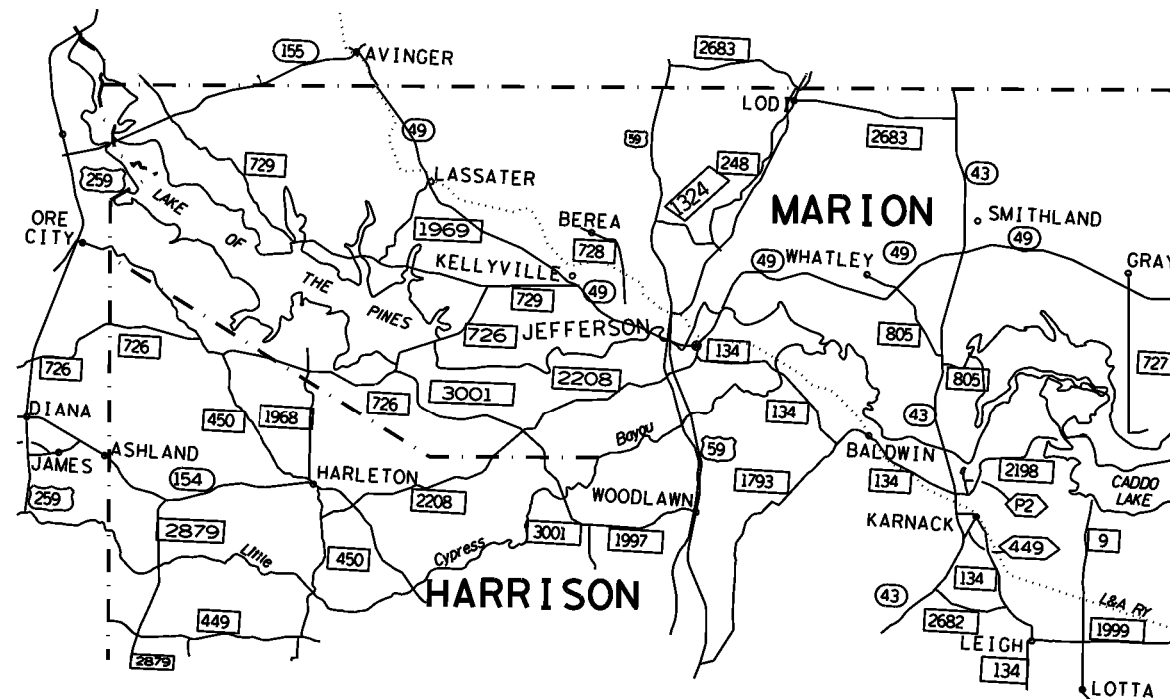 2683
155
AVINGER
LODI
49
59
2683
729
248
43
259
LASSATER
1324
LAKE
MARION
ORE
CITY
OF
1969
BEREA
SMITHLAND
728
49
49
49
KELLYVILLE
WHATLEY
GRAY
THE
PINES
729
49
726
726
JEFFERSON
805
134
726
727
3001
2208
805
DIANA
450
1968
726
134
43
Bayou
JAMES
ASHLAND
59
BALDWIN
154
HARLETON
2198
CADDO
LAKE
259
2208
WOODLAWN
1793
134
P2
2879
KARNACK
3001
1997
449
9
Little
450
Cypress
134
HARRISON
43
L&A RY
449
2682
1999
LEIGH
2879
134
LOTTA